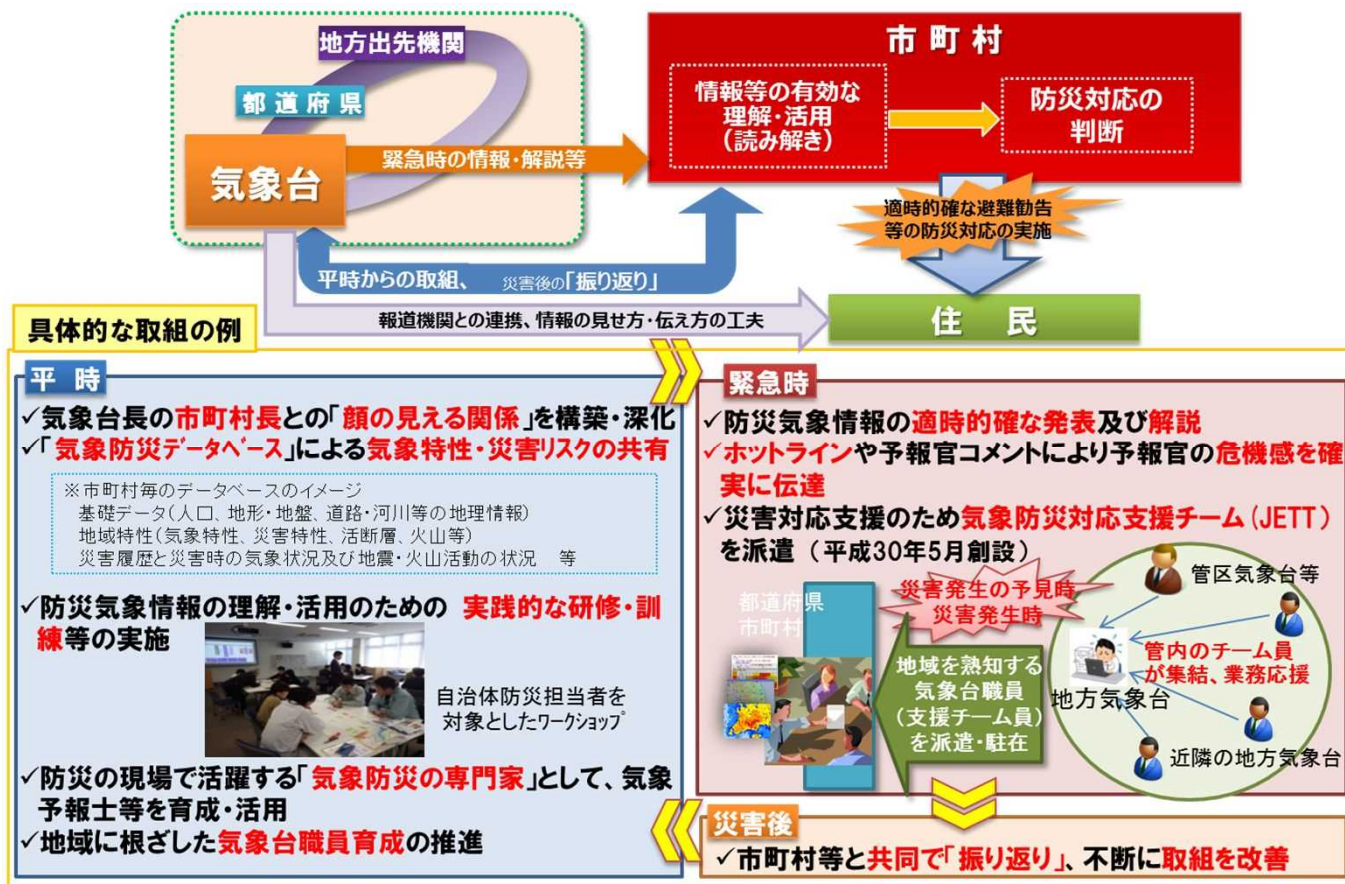 地方出先機関
都道府県
気象台
緊急時の情報・解説等
市町村
情報等の有効な
理解・活用
(読み解き)
防災対応の
判断
適時的確な避難勧告
等の防災対応の実施
平時からの取組、 災害後の「振り返り」
報道機関との連携、情報の見せ方・伝え方の工夫
住 民
具体的な取組の例
平 時
✓気象台長の市町村長との「顔の見える関係」を構築・深化
✓「気象防災データベース」による気象特性・災害リスクの共有
※市町村毎のデータベースのイメージ
基礎データ(人口、地形・地盤、道路・河川等の地理情報)
地域特性(気象特性、災害特性、活断層、火山等)
災害履歴と災害時の気象状況及び地震・火山活動の状況 等
✓防災気象情報の理解・活用のための 実践的な研修・訓
練等の実施
自治体防災担当者を
対象としたワークショップ
✓防災の現場で活躍する「気象防災の専門家」として、気象
予報士等を育成・活用
✓地域に根ざした気象台職員育成の推進
緊急時
✓防災気象情報の適時的確な発表及び解説
✓ホットラインや予報官コメントにより予報官の危機感を確
実に伝達
✓災害対応支援のため気象防災対応支援チーム(JETT)
を派遣(平成30年5月創設)
都道府県
市町村
災害発生の予見時
災害発生時
地域を熟知する
気象台職員
(支援チーム員)
を派遣・駐在
管区気象台等
管内のチーム員
が集結、業務応援
地方気象台
近隣の地方気象台
災害後
✓市町村等と共同で「振り返り」、不断に取組を改善